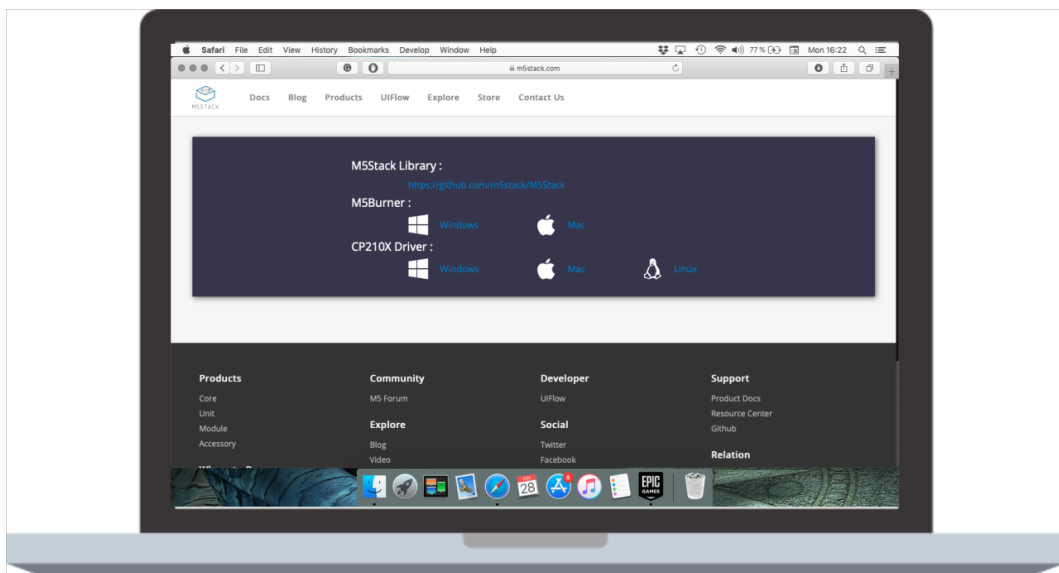 Safari File Edit View History Bookmarks Develop Window Help 77% Mon 16:22
m5stack.com
M5STACK Docs Blog Products UIFlow Explore Store Contact Us
M5Stack Library :
https://github.com/m5stack/M5Stack
M5Burner :
Windows Mac
CP210X Driver :
Windows Mac Linux
Products Community Developer Support
Core M5 Forum UIFlow Product Docs
Unit Resource Center
Module Explore Social Github
Accessory Blog Twitter
Relation
Video Facebook
28 EPIC GAMES